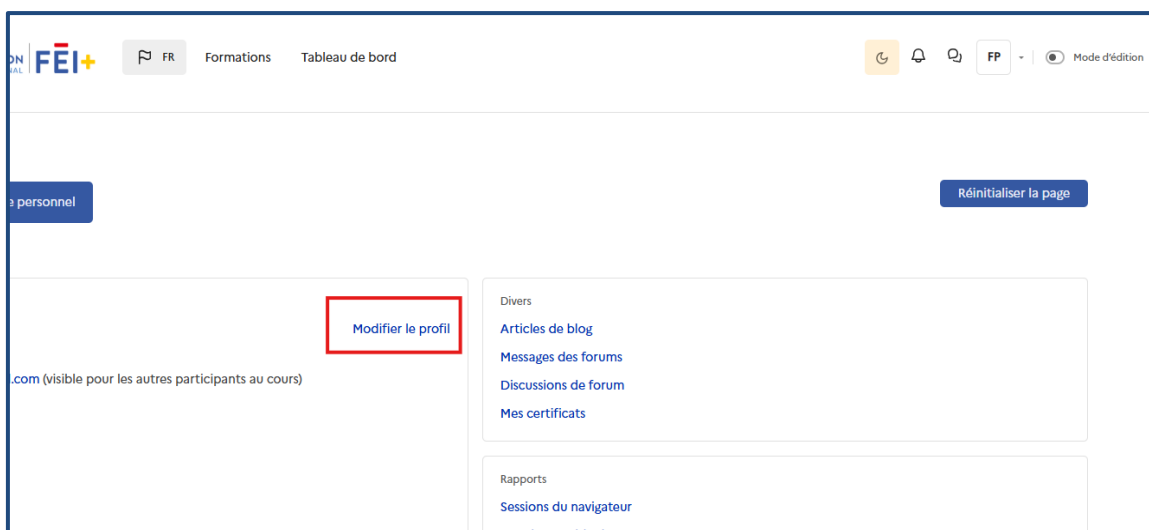 FEI+
FR
Formations
Tableau de bord
FP
Mode d'édition
personnel
Réinitialiser la page
Modifier le profil
.com (visible pour les autres participants au cours)
Divers
Articles de blog
Messages des forums
Discussions de forum
Mes certificats
Rapports
Sessions du navigateur